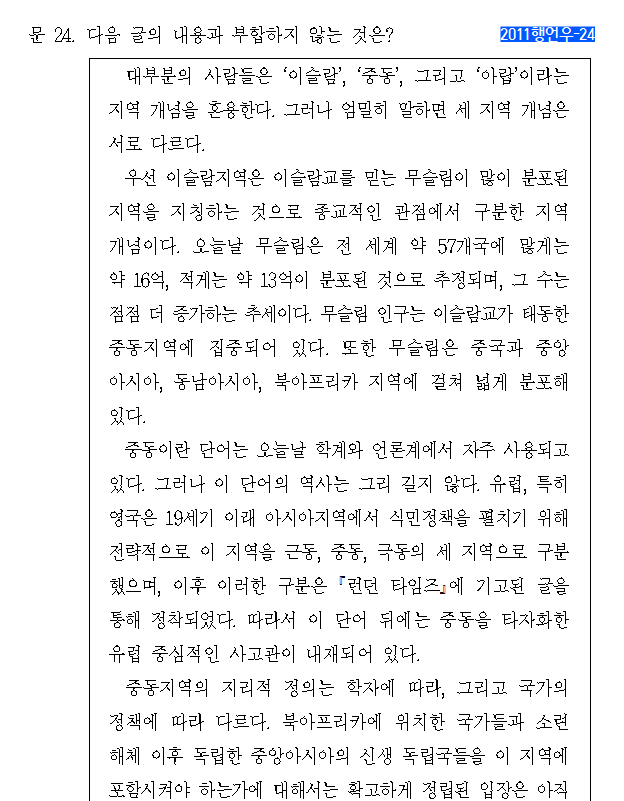 문 24. 다음 글의 내용과 부합하지 않는 것은? 2011행언우-24
대부분의 사람들은 ‘이슬람’, ‘중동’, 그리고 ‘아랍’이라는
지역 개념을 혼용한다. 그러나 엄밀히 말하면 세 지역 개념은
서로 다르다.
우선 이슬람지역은 이슬람교를 믿는 무슬림이 많이 분포된
지역을 지칭하는 것으로 종교적인 관점에서 구분한 지역
개념이다. 오늘날 무슬림은 전 세계 약 57개국에 많게는
약 16억, 적게는 약 13억이 분포된 것으로 추정되며, 그 수는
점점 더 증가하는 추세이다. 무슬림 인구는 이슬람교가 태동한
중동지역에 집중되어 있다. 또한 무슬림은 중국과 중앙
아시아, 동남아시아, 북아프리카 지역에 걸쳐 넓게 분포해
있다.
중동이란 단어는 오늘날 학계와 언론계에서 자주 사용되고
있다. 그러나 이 단어의 역사는 그리 길지 않다. 유럽, 특히
영국은 19세기 이래 아시아지역에서 식민정책을 펼치기 위해
전략적으로 이 지역을 근동, 중동, 극동의 세 지역으로 구분
했으며, 이후 이러한 구분은 『런던 타임즈』에 기고된 글을
통해 정착되었다. 따라서 이 단어 뒤에는 중동을 타자화한
유럽 중심적인 사고관이 내재되어 있다.
중동지역의 지리적 정의는 학자에 따라, 그리고 국가의
정책에 따라 다르다. 북아프리카에 위치한 국가들과 소련
해체 이후 독립한 중앙아시아의 신생 독립국들을 이 지역에
포함시켜야 하는가에 대해서는 확고하게 정립된 입장은 아직